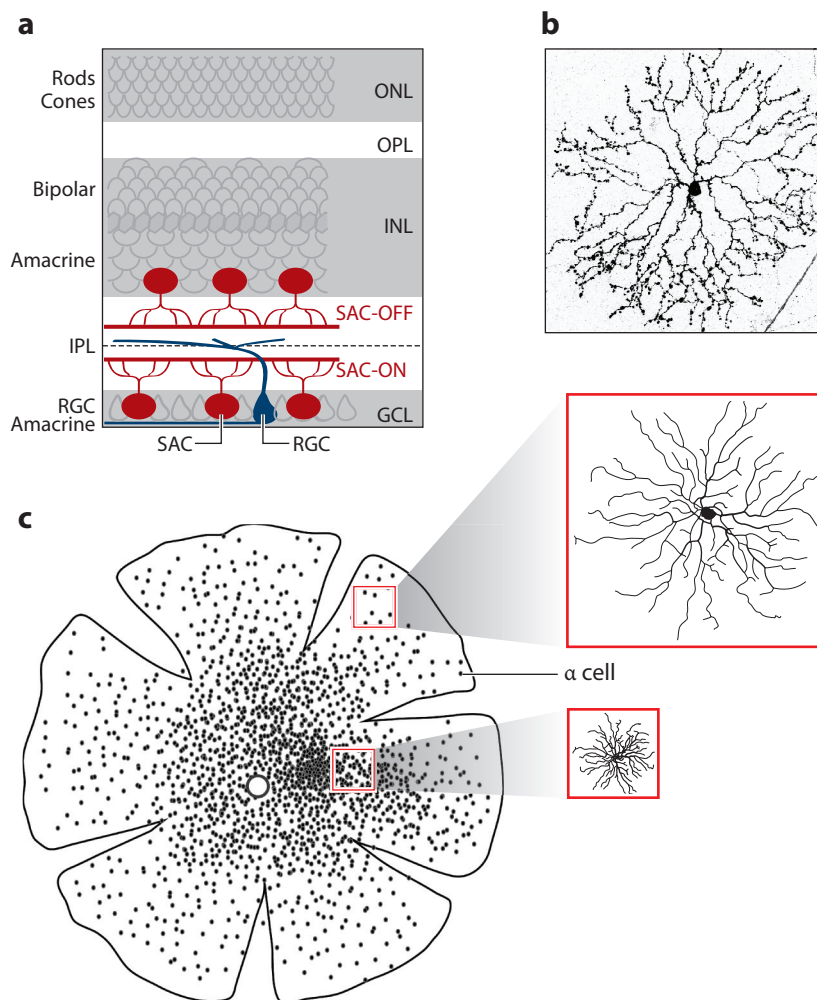 a
Rods
Cones
ONL
OPL
Bipolar
INL
Amacrine
SAC-OFF
IPL
SAC-ON
RGC
Amacrine
GCL
SAC
RGC
b
c
α cell